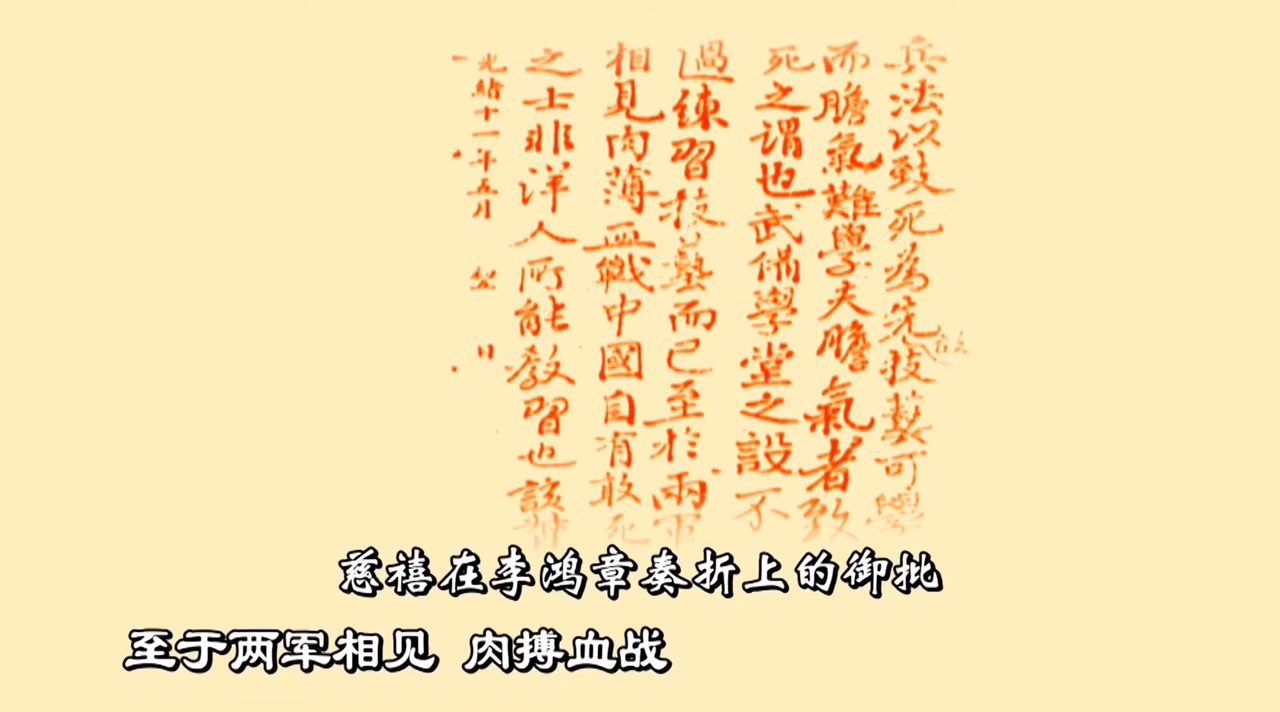 兵法以致死為先技藝可學
而膽氣難學夫膽氣者致
死之謂也武備學堂之設不
過練習技藝而已至於兩軍
相見肉薄血戰中國自有敢死
之士非洋人所能教習也該
光緒十一年五月 日
慈禧在李鸿章奏折上的御批
至于两军相见 肉搏血战